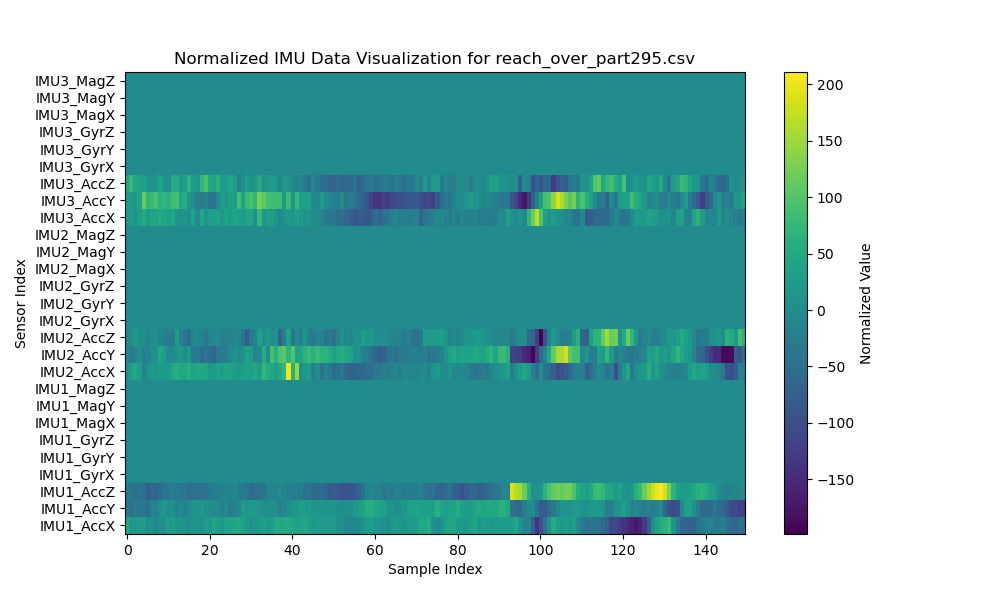 Normalized IMU Data Visualization for reach_over_part295.csv
IMU3_MagZ
IMU3_MagY
IMU3_MagX
IMU3_GyrZ
IMU3_GyrY
IMU3_GyrX
IMU3_AccZ
IMU3_AccY
IMU3_AccX
IMU2_MagZ
IMU2_MagY
IMU2_MagX
IMU2_GyrZ
IMU2_GyrY
IMU2_GyrX
IMU2_AccZ
IMU2_AccY
IMU2_AccX
IMU1_MagZ
IMU1_MagY
IMU1_MagX
IMU1_GyrZ
IMU1_GyrY
IMU1_GyrX
IMU1_AccZ
IMU1_AccY
IMU1_AccX
Sensor Index
0 20 40 60 80 100 120 140
Sample Index
200
150
100
50
0
−50
−100
−150
Normalized Value